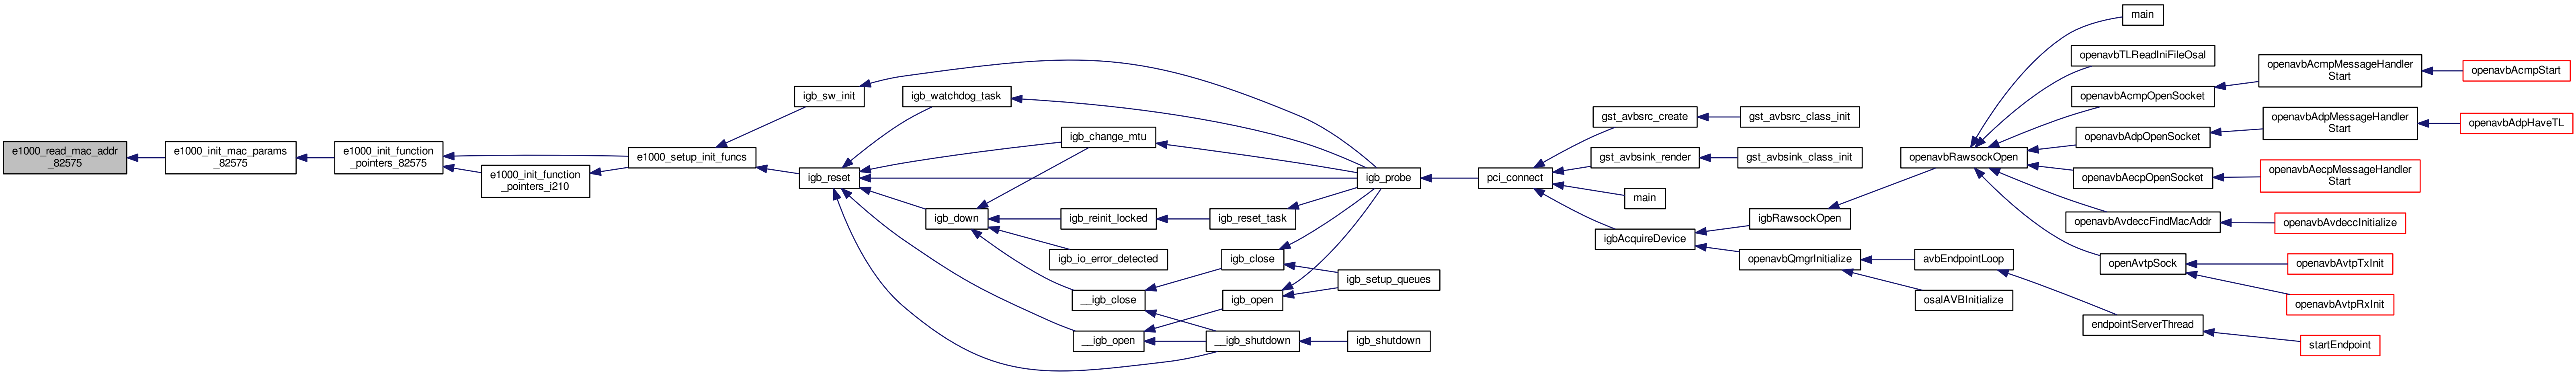 e1000_read_mac_addr
_82575
e1000_init_mac_params
_82575
e1000_init_function
_pointers_82575
e1000_init_function
_pointers_i210
e1000_setup_init_funcs
igb_sw_init
igb_reset
igb_watchdog_task
igb_change_mtu
igb_down
igb_reinit_locked
igb_io_error_detected
__igb_close
__igb_open
igb_reset_task
igb_close
igb_open
__igb_shutdown
igb_probe
igb_setup_queues
igb_shutdown
pci_connect
gst_avbsrc_create
gst_avbsink_render
main
igbAcquireDevice
gst_avbsrc_class_init
gst_avbsink_class_init
igbRawsockOpen
openavbQmgrInitialize
openavbRawsockOpen
avbEndpointLoop
osalAVBInitialize
main
openavbTLReadIniFileOsal
openavbAcmpOpenSocket
openavbAdpOpenSocket
openavbAecpOpenSocket
openavbAvdeccFindMacAddr
openAvtpSock
endpointServerThread
openavbAcmpMessageHandler
Start
openavbAdpMessageHandler
Start
openavbAecpMessageHandler
Start
openavbAvdeccInitialize
openavbAvtpTxInit
openavbAvtpRxInit
startEndpoint
openavbAcmpStart
openavbAdpHaveTL